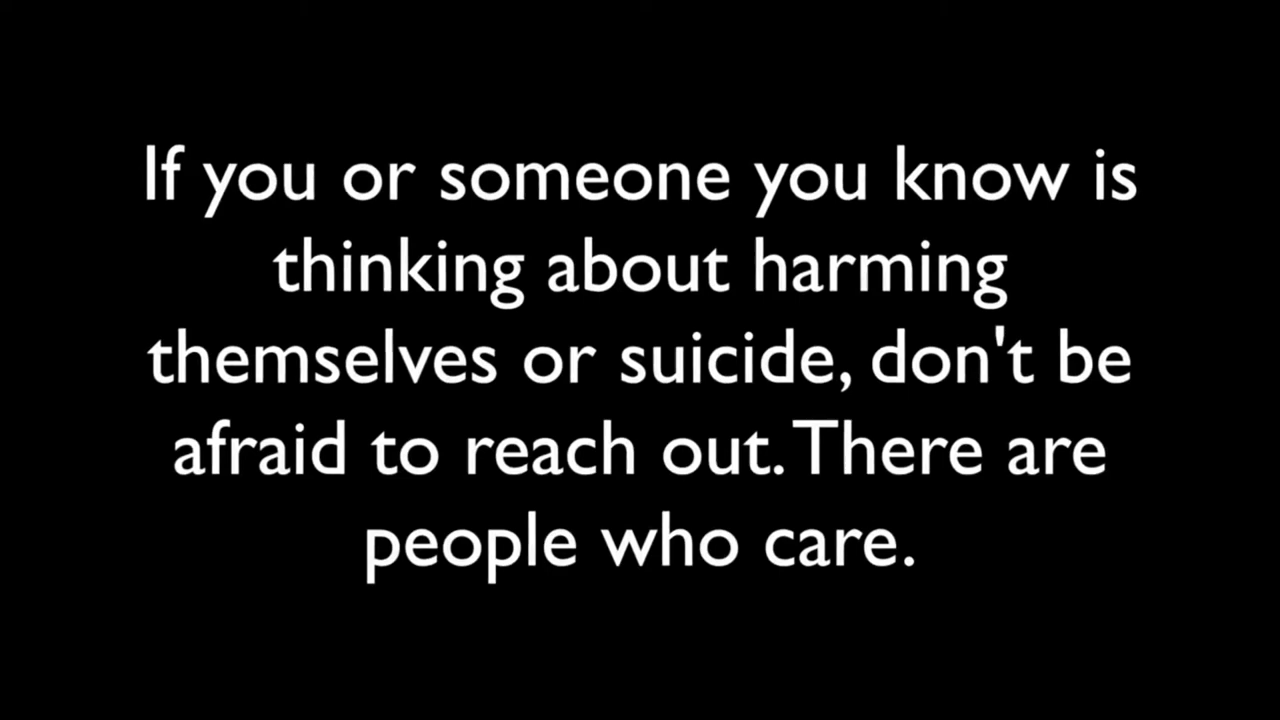 If you or someone you know is
thinking about harming
themselves or suicide, don't be
afraid to reach out. There are
people who care.